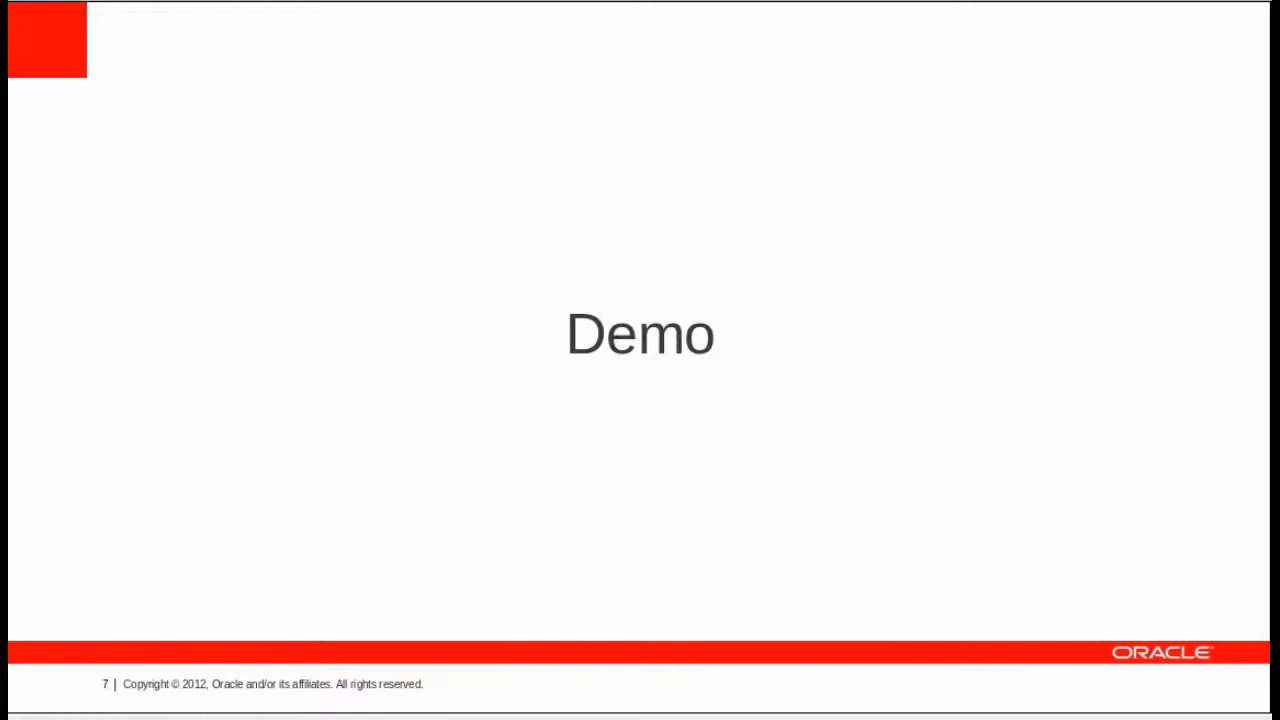 Demo
ORACLE
7 | Copyright © 2012, Oracle and/or its affiliates. All rights reserved.